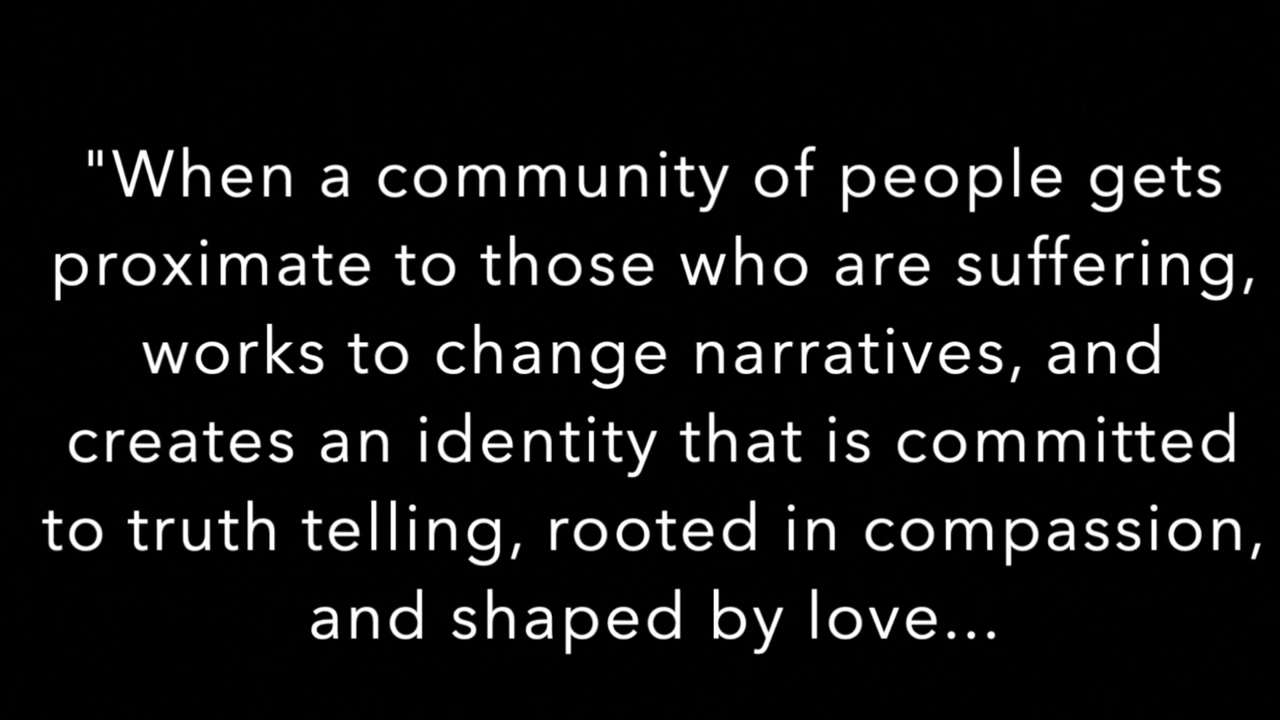 "When a community of people gets
proximate to those who are suffering,
works to change narratives, and
creates an identity that is committed
to truth telling, rooted in compassion,
and shaped by love...